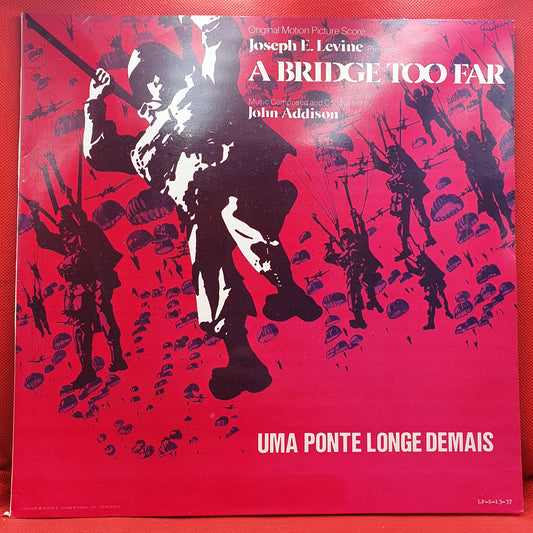 Original Motion Picture Score
Joseph E. Levine Presents
A BRIDGE TOO FAR
Music Composed and Conducted by
John Addison
UMA PONTE LONGE DEMAIS